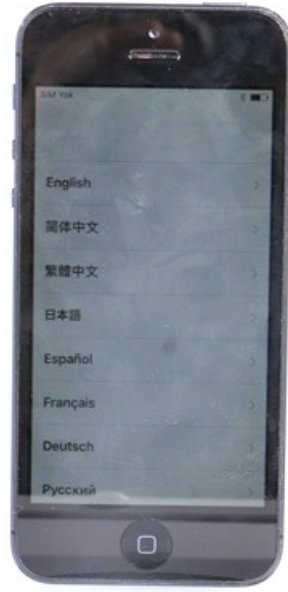 SIM Yok
English
简体中文
繁體中文
日本語
Español
Français
Deutsch
Русский